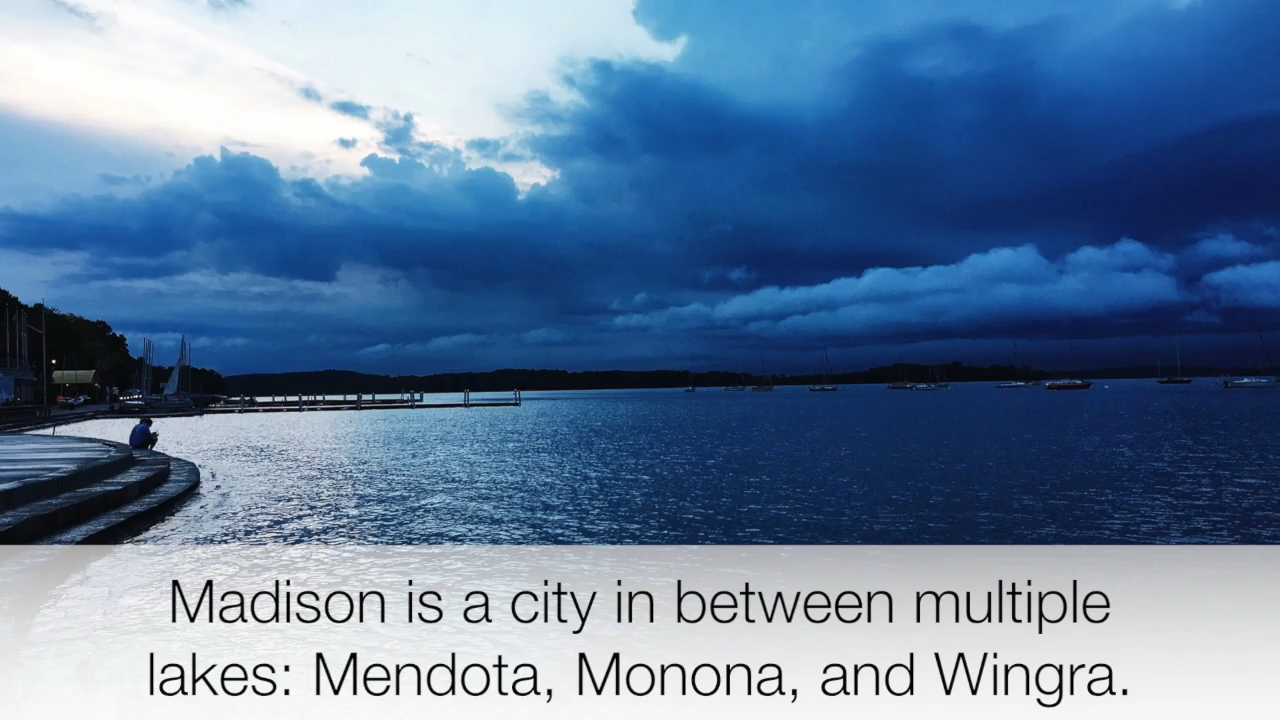 Madison is a city in between multiple
lakes: Mendota, Monona, and Wingra.